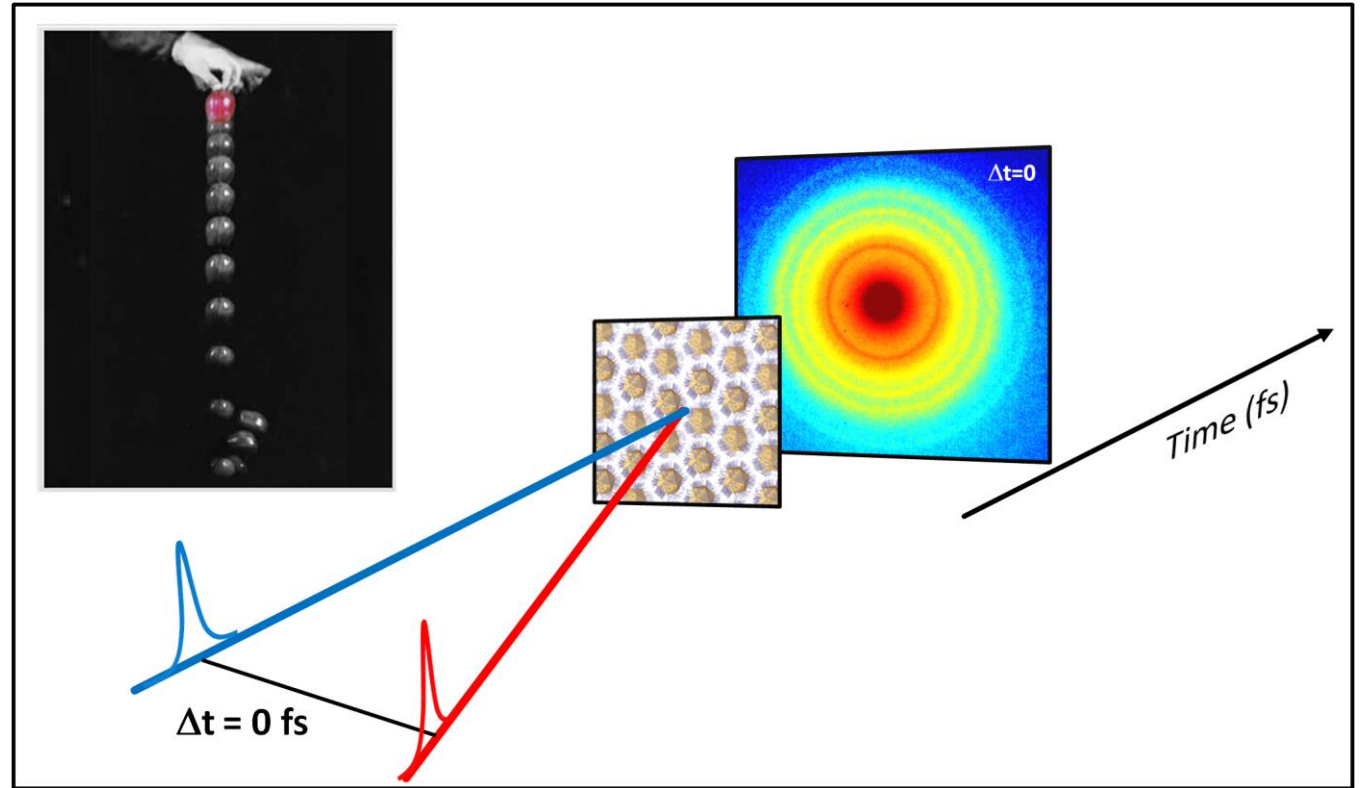 Δt=0
Time (fs)
Δt = 0 fs